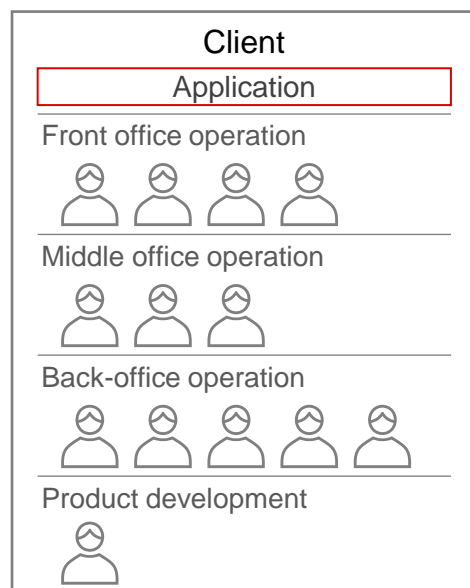 Client
Application
Front office operation
Middle office operation
Back-office operation
Product development